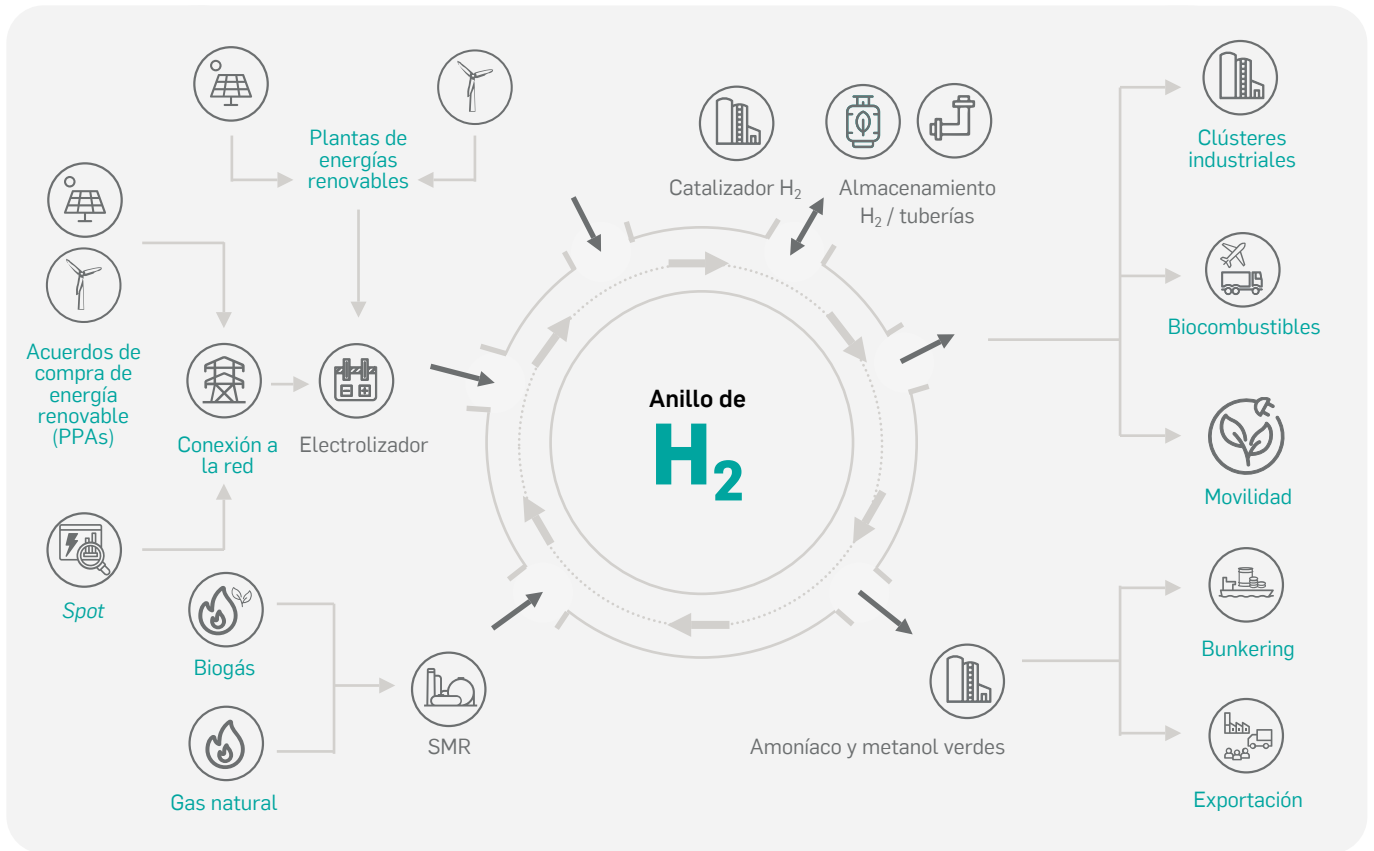 Plantas de
energías
renovables
Catalizador H₂
Almacenamiento
H₂ / tuberías
Clústeres
industriales
Acuerdos de
compra de
energía
renovable
(PPAs)
Conexión a
la red
Electrolizador
Biocombustibles
Anillo de
H₂
Movilidad
Spot
Biogás
SMR
Gas natural
Amoníaco y metanol verdes
Bunkering
Exportación